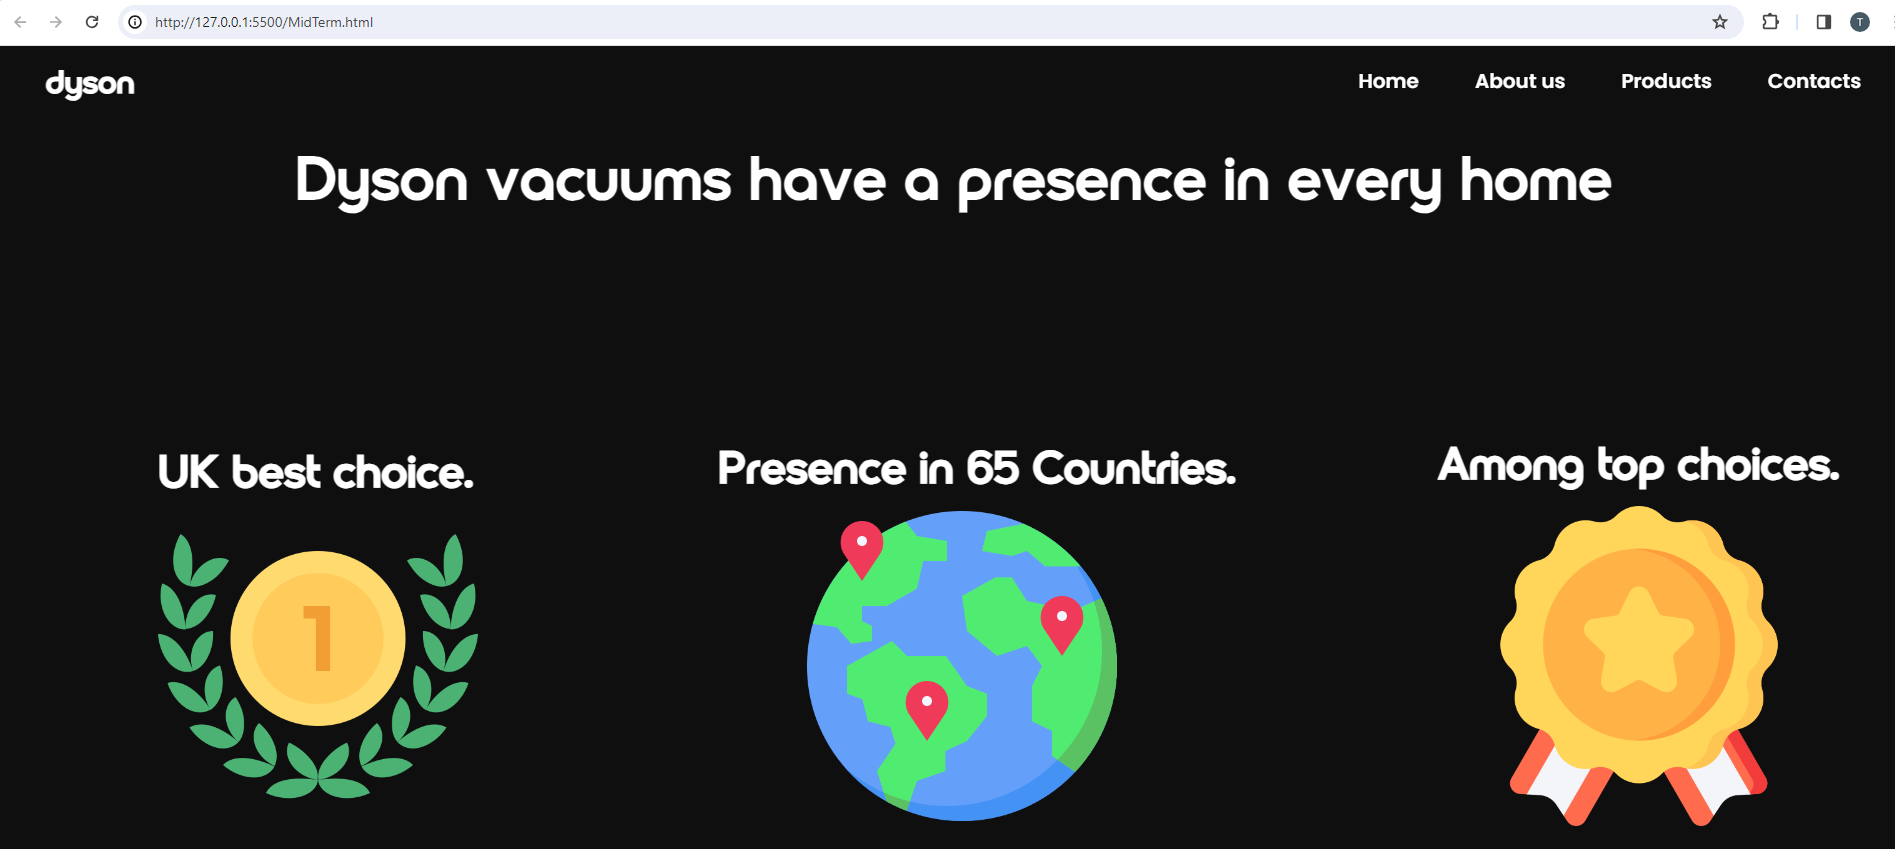 http://127.0.0.1:5500/MidTerm.html
T
dyson
Home About us Products Contacts
Dyson vacuums have a presence in every home
UK best choice.
Presence in 65 Countries.
Among top choices.
1